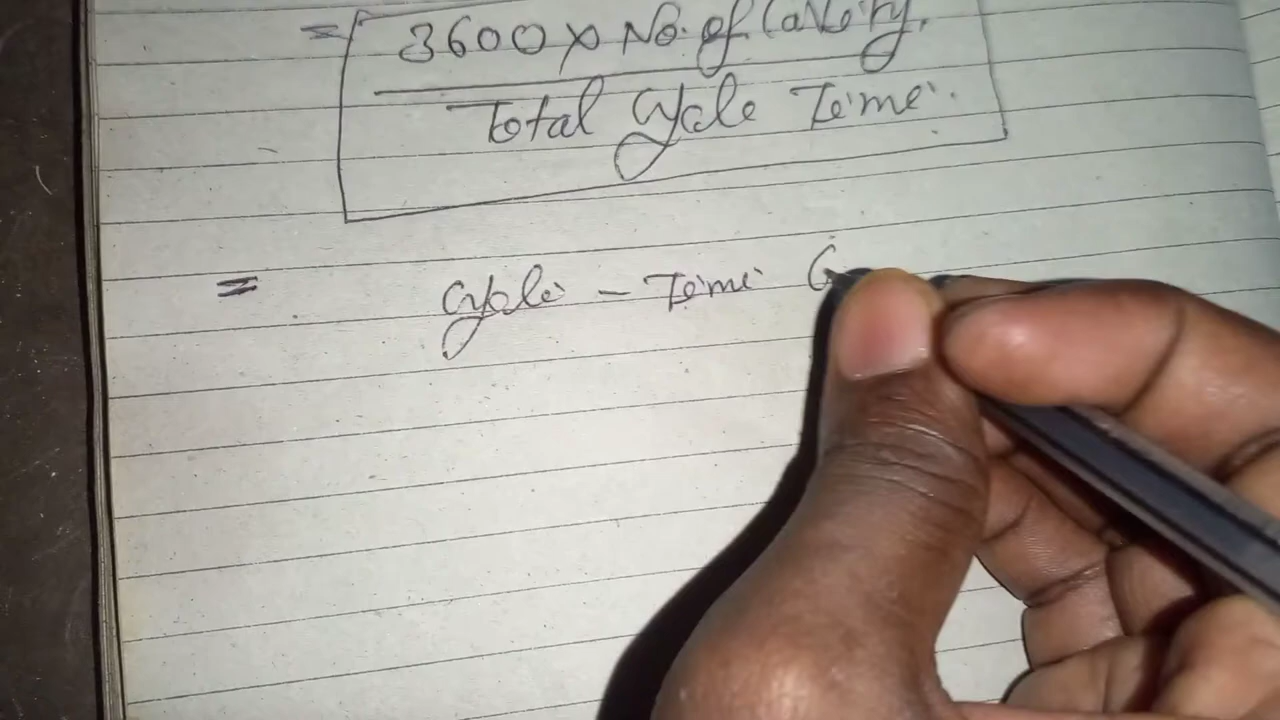 = 3600 × No. of Cavity.
Total Cycle Time.
= Cycle - Time (